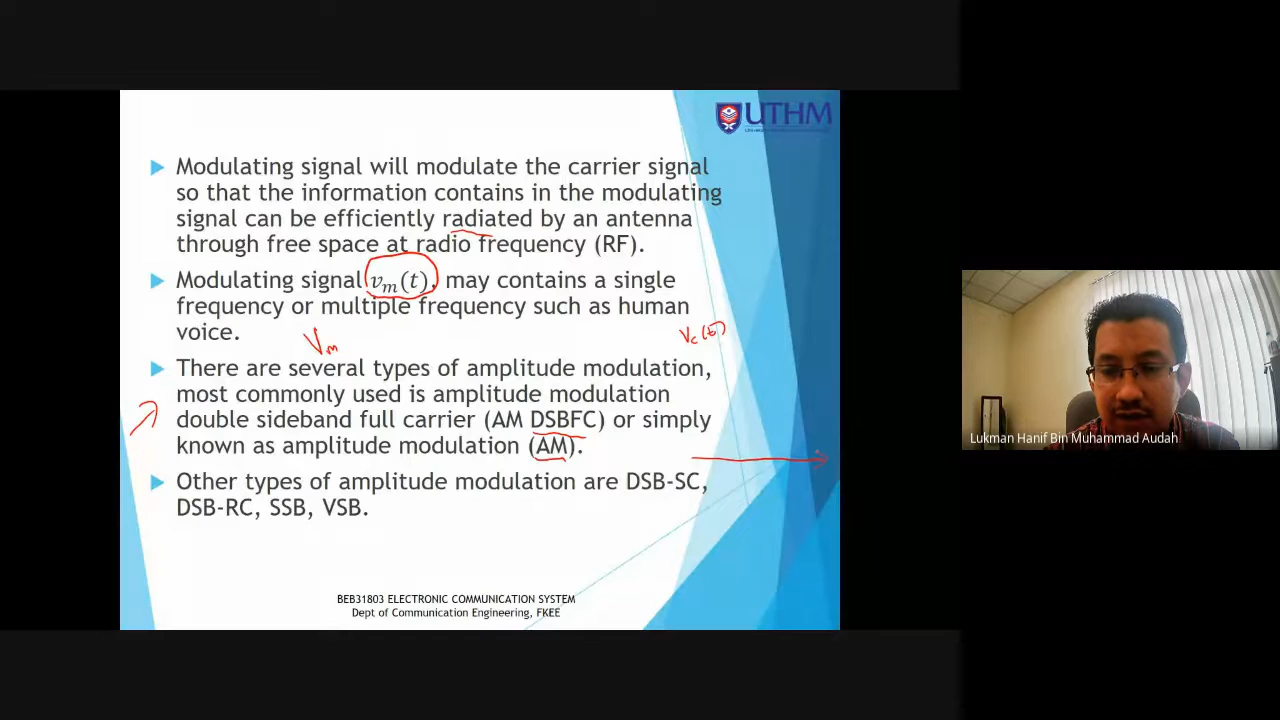 UTHM
Modulating signal will modulate the carrier signal
so that the information contains in the modulating
signal can be efficiently radiated by an antenna
through free space at radio frequency (RF).
Modulating signal v_m(t), may contains a single
frequency or multiple frequency such as human
voice.
V_m
V_c(t)
There are several types of amplitude modulation,
most commonly used is amplitude modulation
double sideband full carrier (AM DSBFC) or simply
known as amplitude modulation (AM).
Other types of amplitude modulation are DSB-SC,
DSB-RC, SSB, VSB.
BEB31803 ELECTRONIC COMMUNICATION SYSTEM
Dept of Communication Engineering, FKEE
Lukman Hanif Bin Muhammad Audah